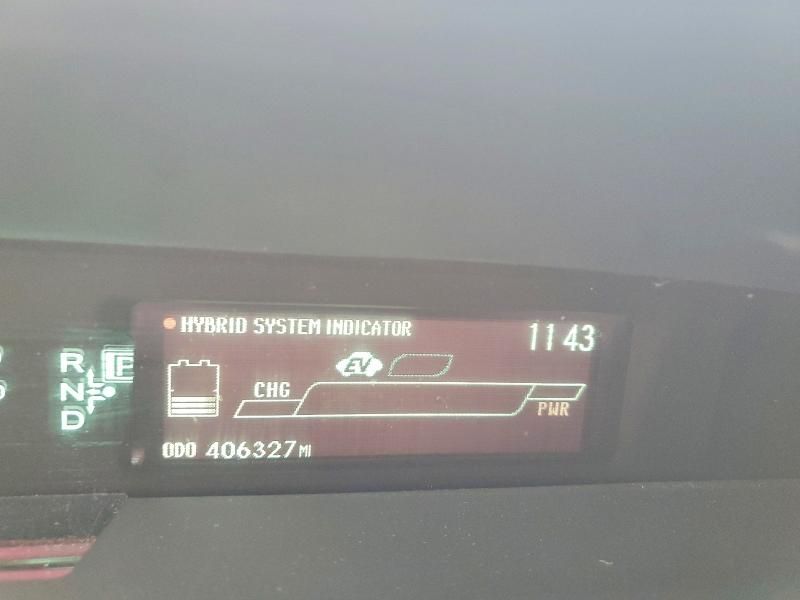 HYBRID SYSTEM INDICATOR
11 43
EV
CHG
PWR
ODO 406327 MI
R
P
N
D